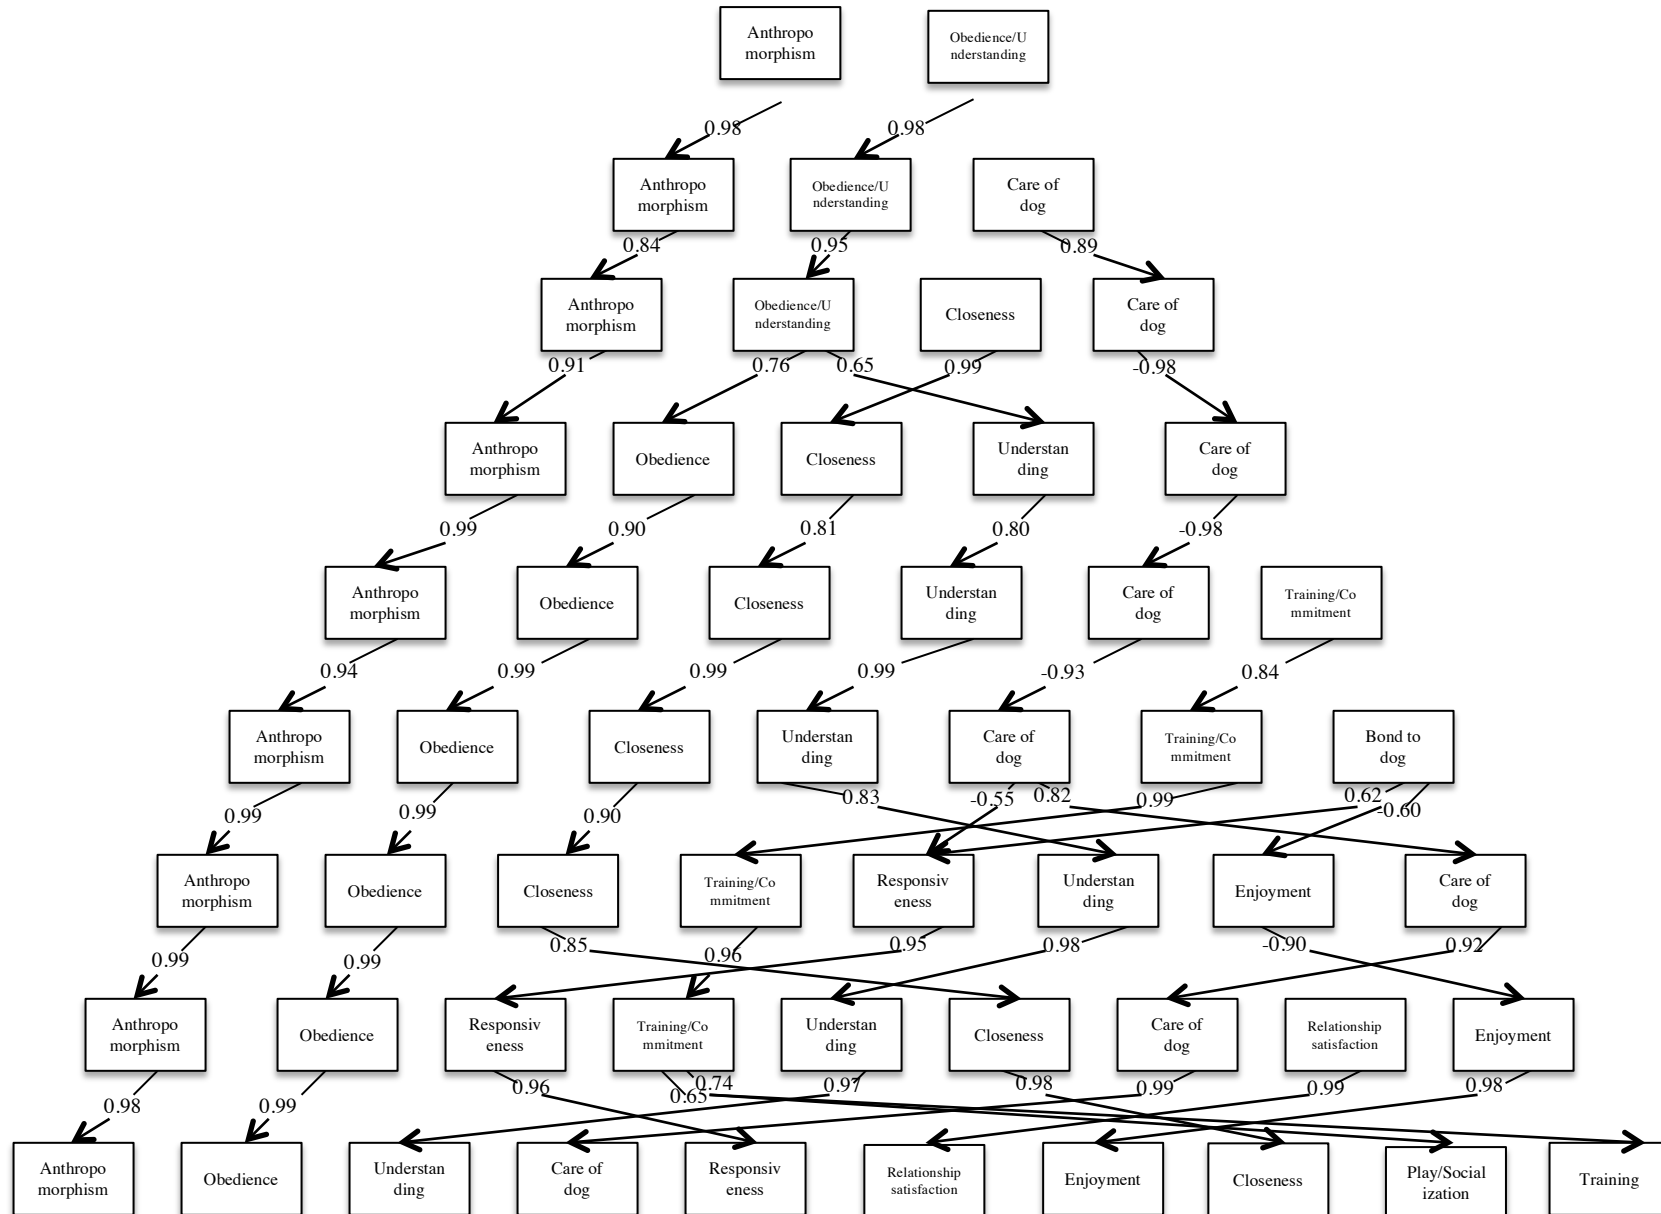 Anthropo
morphism
Obedience/U
nderstanding
0.98
0.98
Anthropo
morphism
Obedience/U
nderstanding
Care of
dog
0.84
0.95
0.89
Anthropo
morphism
Obedience/U
nderstanding
Closeness
Care of
dog
0.91
0.76
0.65
0.99
-0.98
Anthropo
morphism
Obedience
Closeness
Understan
ding
Care of
dog
0.99
0.90
0.81
0.80
-0.98
Anthropo
morphism
Obedience
Closeness
Understan
ding
Care of
dog
Training/Co
mmitment
0.94
0.99
0.99
0.99
-0.93
0.84
Anthropo
morphism
Obedience
Closeness
Understan
ding
Care of
dog
Training/Co
mmitment
Bond to
dog
0.99
0.99
0.90
0.83
-0.55
0.82
0.99
0.62
-0.60
Anthropo
morphism
Obedience
Closeness
Training/Co
mmitment
Responsiv
eness
Understan
ding
Enjoyment
Care of
dog
0.99
0.99
0.85
0.96
0.95
0.98
-0.90
0.92
Anthropo
morphism
Obedience
Responsiv
eness
Training/Co
mmitment
Understan
ding
Closeness
Care of
dog
Relationship
satisfaction
Enjoyment
0.98
0.99
0.96
0.65
0.74
0.97
0.98
0.99
0.99
0.98
Anthropo
morphism
Obedience
Understan
ding
Care of
dog
Responsiv
eness
Relationship
satisfaction
Enjoyment
Closeness
Play/Social
ization
Training